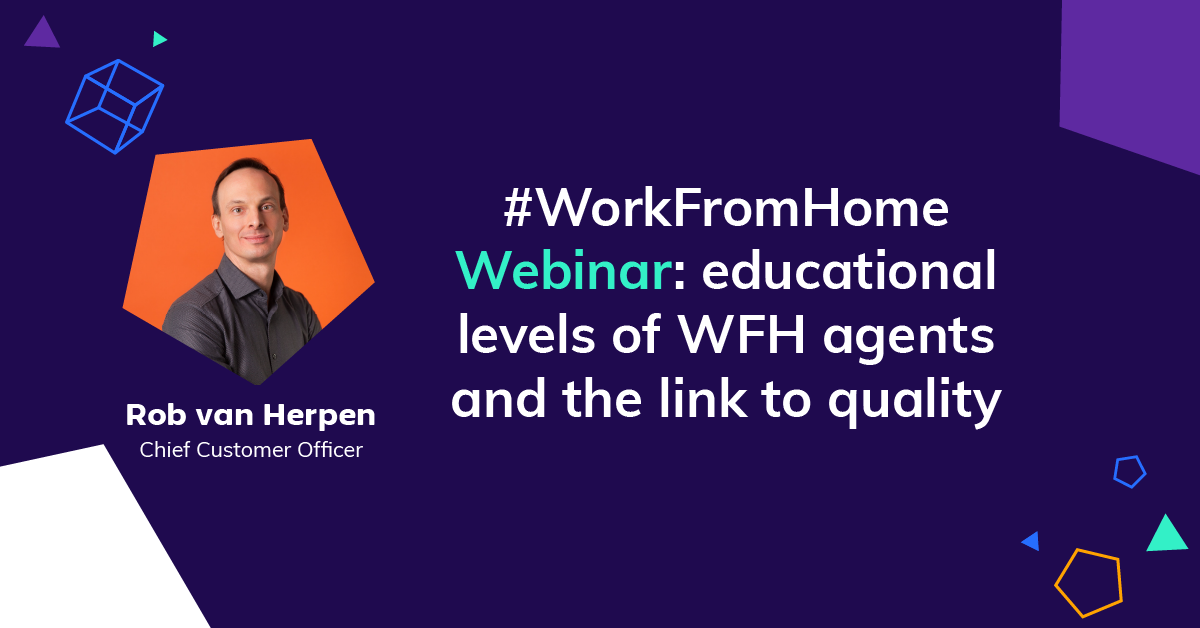 #WorkFromHome
Webinar: educational
levels of WFH agents
and the link to quality
Rob van Herpen
Chief Customer Officer